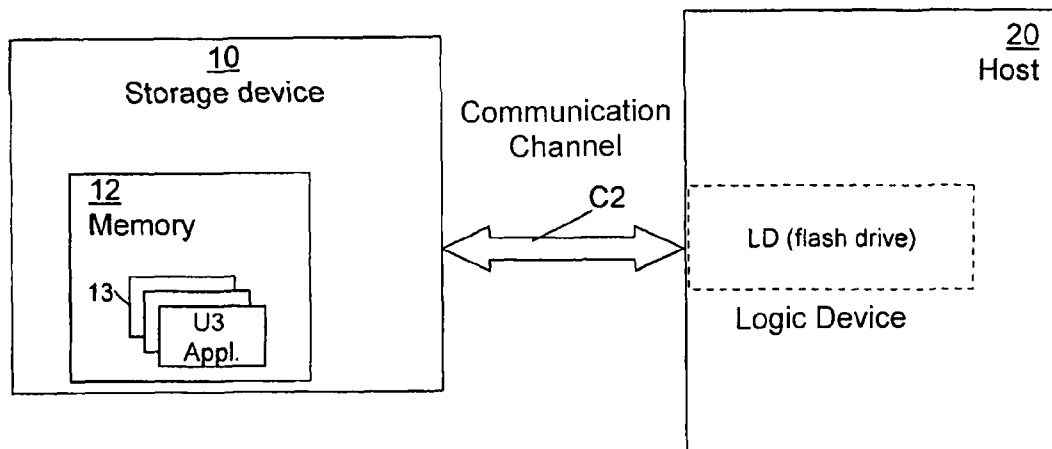 10
Storage device
12
Memory
13
U3
Appl.
Communication
Channel
C2
20
Host
LD (flash drive)
Logic Device